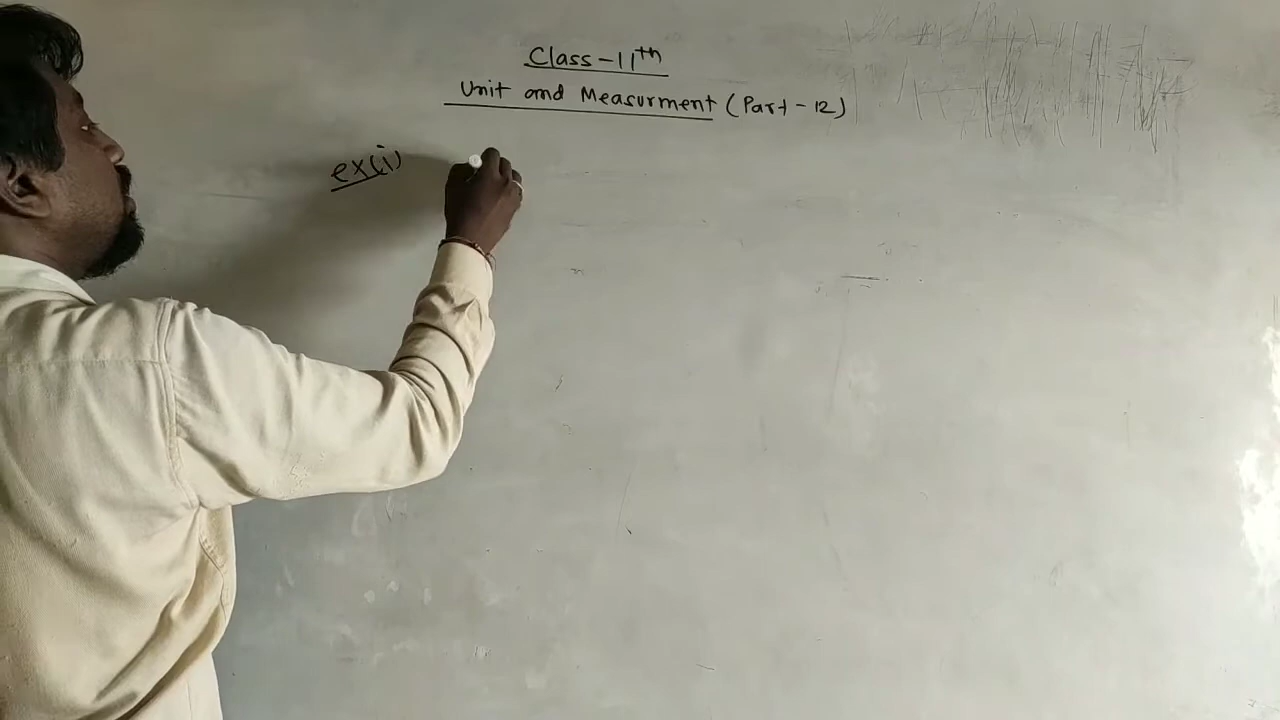 Class-11th
Unit and Measurment (Part-12)
ex(i)